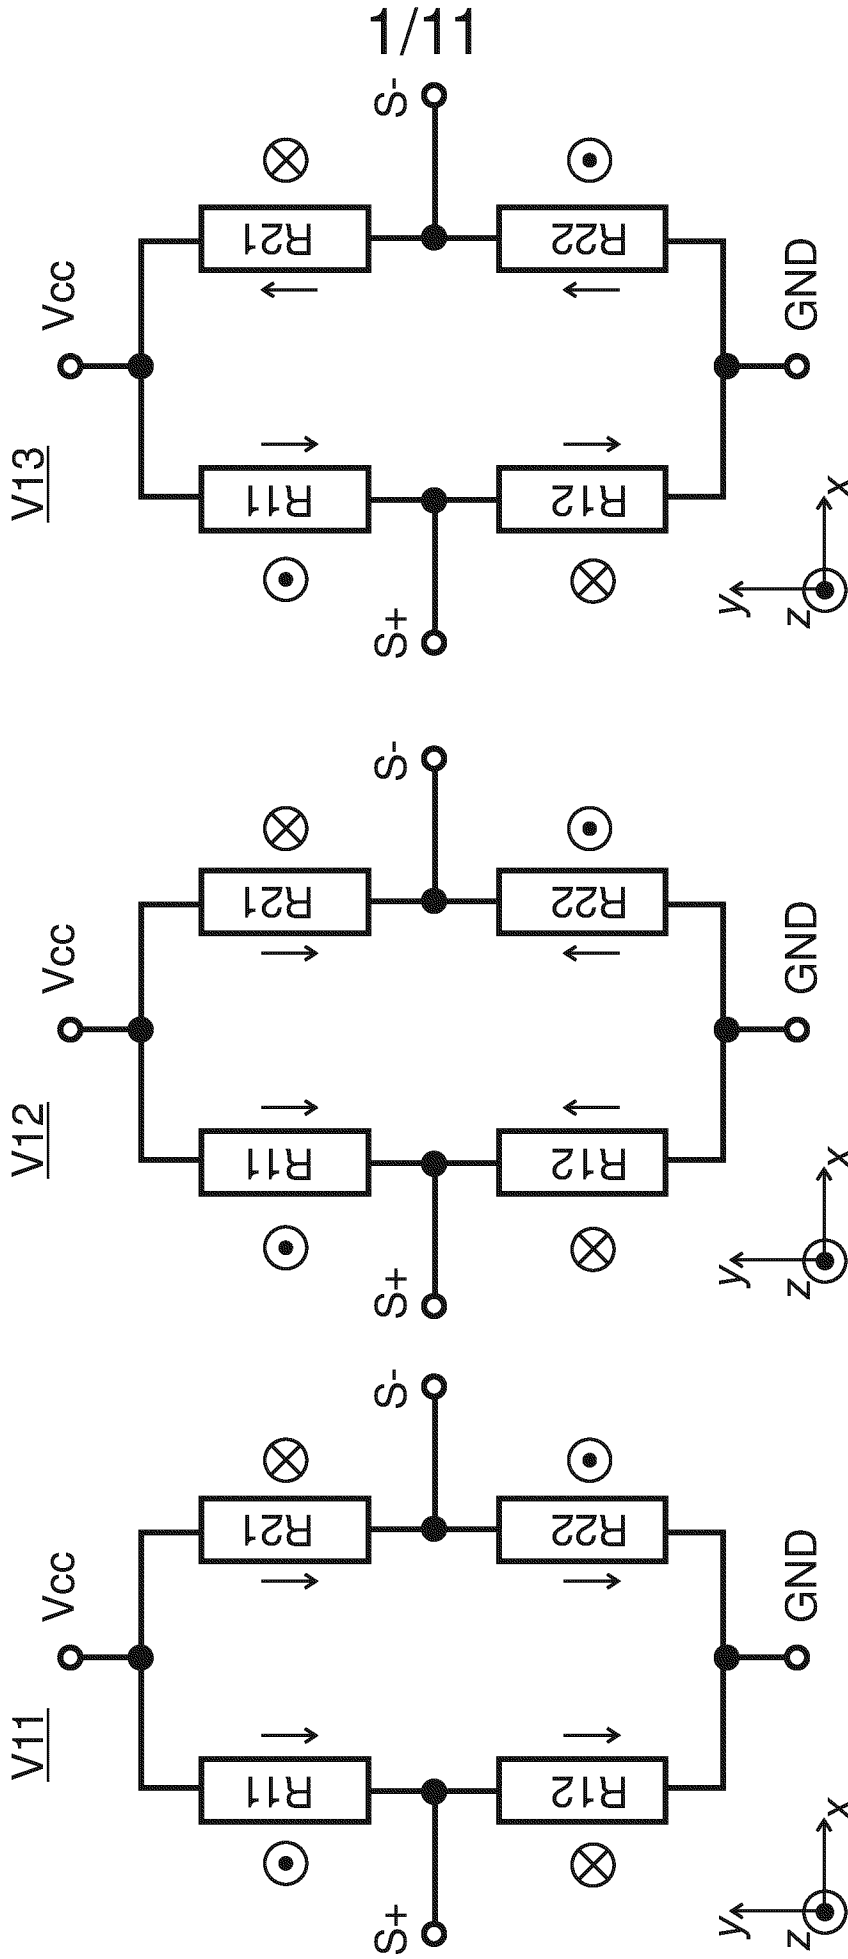 1/11
V13
Vcc
R11
R21
S+
S-
R12
R22
GND
y
z
x
V12
Vcc
R11
R21
S+
S-
R12
R22
GND
y
z
x
V11
Vcc
R11
R21
S+
S-
R12
R22
GND
y
z
x